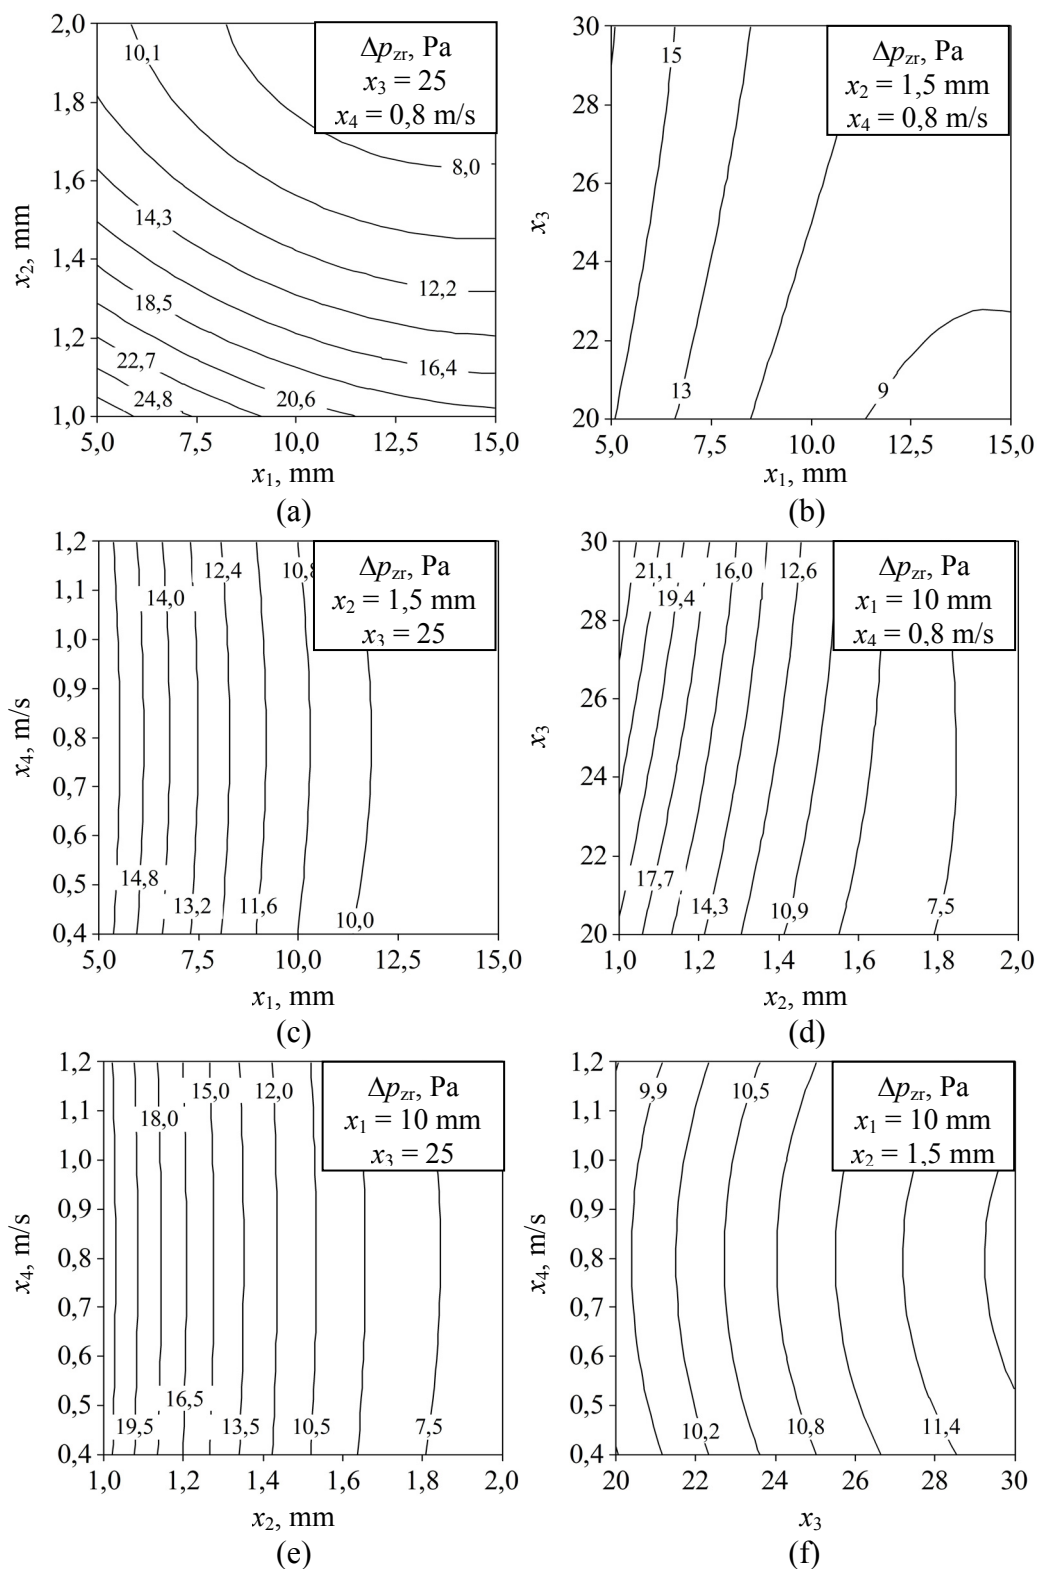 2,0
1,8
1,6
1,4
1,2
1,0
x2, mm
10,1
14,3
18,5
22,7
24,8
20,6
16,4
12,2
8,0
Δpzr, Pa
x3 = 25
x4 = 0,8 m/s
5,0 7,5 10,0 12,5 15,0
x1, mm
(a)
30
28
26
24
22
20
x3
15
13
9
Δpzr, Pa
x2 = 1,5 mm
x4 = 0,8 m/s
5,0 7,5 10,0 12,5 15,0
x1, mm
(b)
1,2
1,1
1,0
0,9
0,8
0,7
0,6
0,5
0,4
x4, m/s
12,4
14,0
14,8
13,2
11,6
10,0
Δpzr, Pa
x2 = 1,5 mm
x3 = 25
5,0 7,5 10,0 12,5 15,0
x1, mm
(c)
30
28
26
24
22
20
x3
21,1
16,0
12,6
19,4
17,7
14,3
10,9
7,5
Δpzr, Pa
x1 = 10 mm
x4 = 0,8 m/s
1,0 1,2 1,4 1,6 1,8 2,0
x2, mm
(d)
1,2
1,1
1,0
0,9
0,8
0,7
0,6
0,5
0,4
x4, m/s
15,0
12,0
18,0
16,5
19,5
13,5
10,5
7,5
Δpzr, Pa
x1 = 10 mm
x3 = 25
1,0 1,2 1,4 1,6 1,8 2,0
x2, mm
(e)
1,2
1,1
1,0
0,9
0,8
0,7
0,6
0,5
0,4
x4, m/s
9,9
10,5
10,2
10,8
11,4
Δpzr, Pa
x1 = 10 mm
x2 = 1,5 mm
20 22 24 26 28 30
x3
(f)